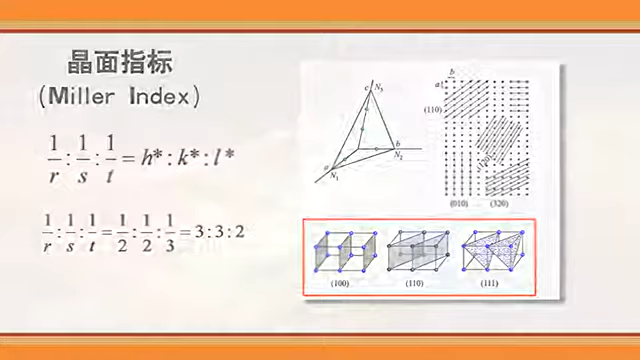 晶面指标
(Miller Index)
1/r : 1/s : 1/t = h* : k* : l*
1/r : 1/s : 1/t = 1/2 : 1/2 : 1/3 = 3 : 3 : 2
c N₃
b
N₂
a
N₁
b
a
(110)
(010) (320)
(100) (110) (111)